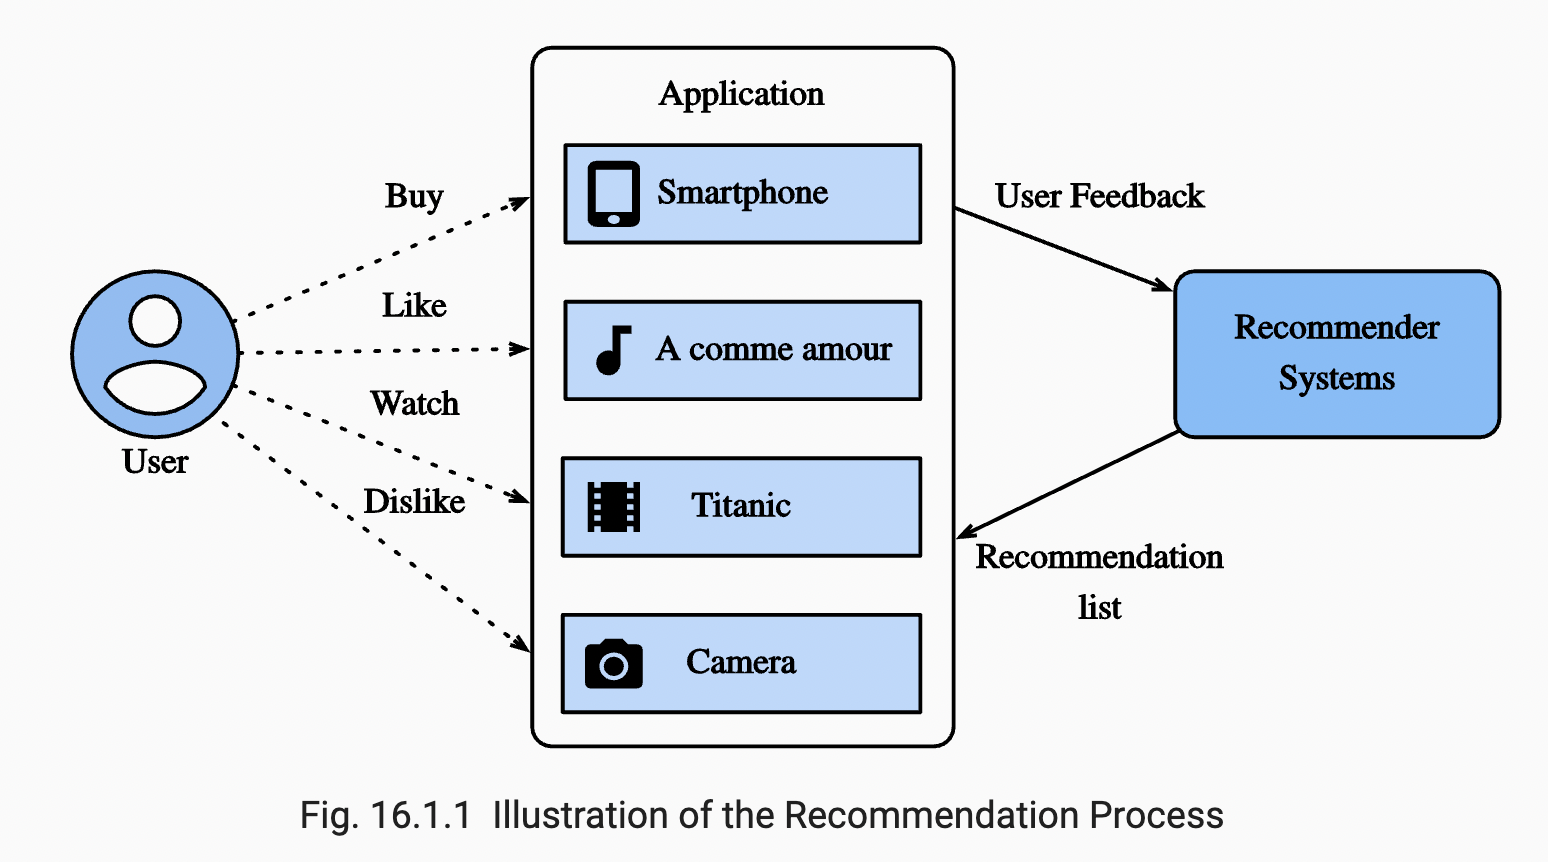 Application
Buy
Smartphone
User Feedback
Like
A comme amour
Recommender
Systems
Watch
User
Dislike
Titanic
Recommendation
list
Camera
Fig. 16.1.1 Illustration of the Recommendation Process